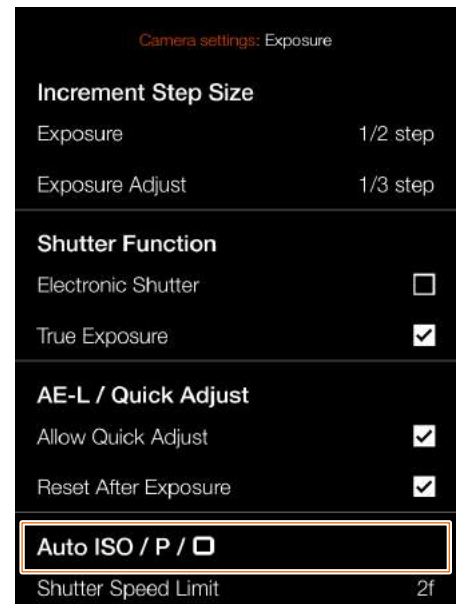 Camera settings: Exposure
Increment Step Size
Exposure 1/2 step
Exposure Adjust 1/3 step
Shutter Function
Electronic Shutter
True Exposure
AE-L / Quick Adjust
Allow Quick Adjust
Reset After Exposure
Auto ISO / P /
Shutter Speed Limit 2f